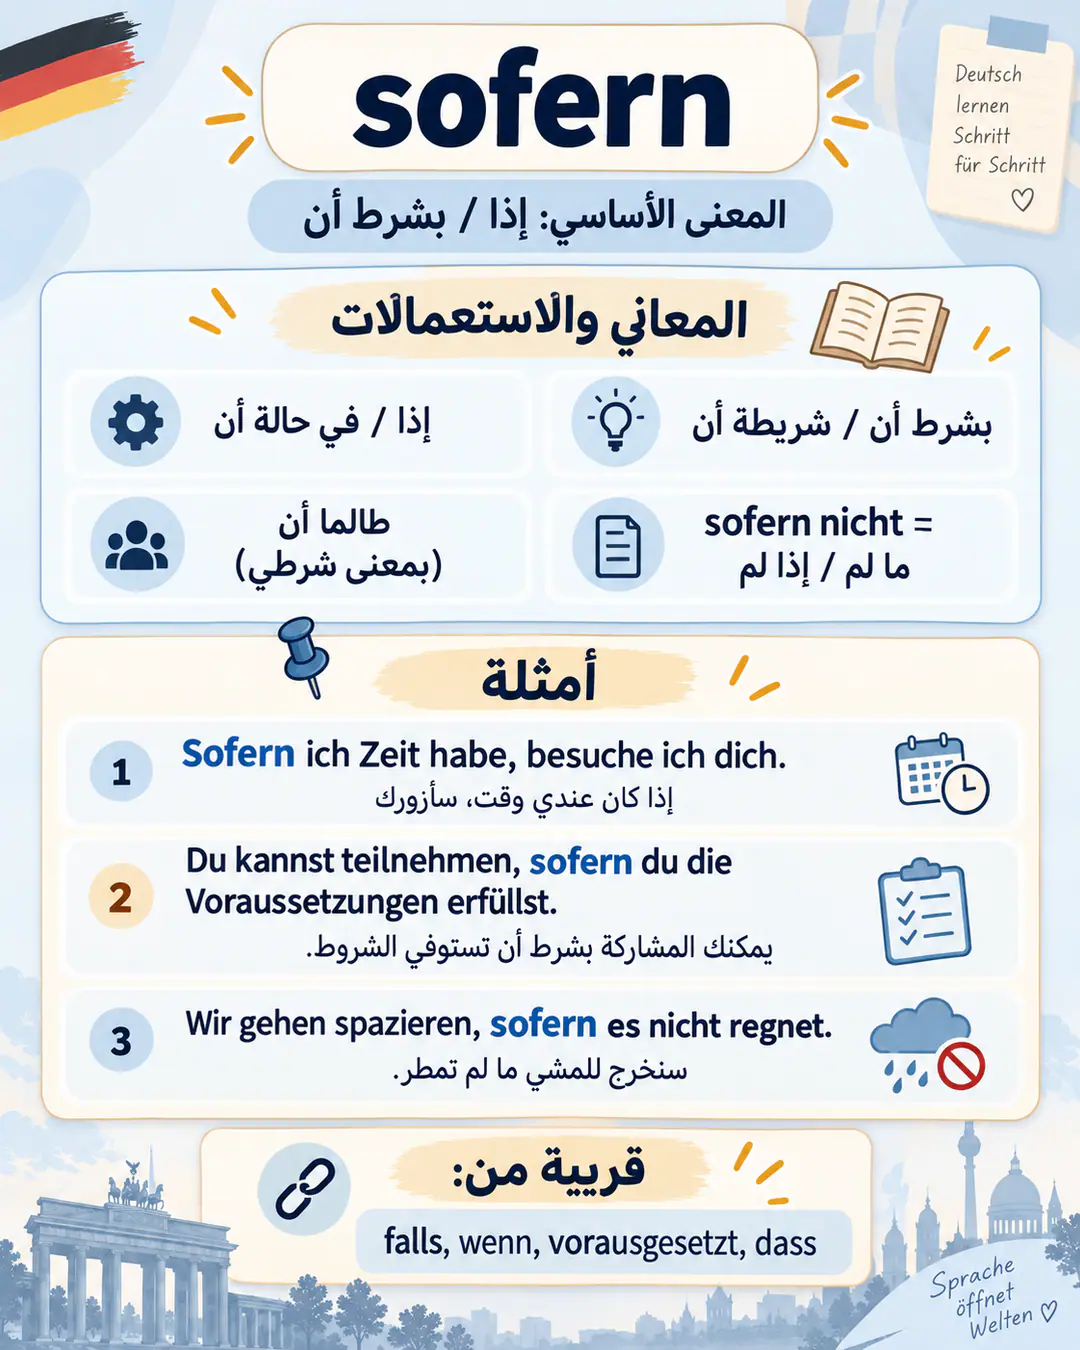 sofern
Deutsch
lernen
Schritt
für Schritt
المعنى الأساسي: إذا / بشرط أن
المعاني والاستعمالات
بشرط أن / شريطة أن
إذا / في حالة أن
sofern nicht =
ما لم / إذا لم
طالما أن
(بمعنى شرطي)
أمثلة
1
Sofern ich Zeit habe, besuche ich dich.
إذا كان عندي وقت، سأزورك
2
Du kannst teilnehmen, sofern du die
Voraussetzungen erfüllst.
يمكنك المشاركة بشرط أن تستوفي الشروط.
3
Wir gehen spazieren, sofern es nicht regnet.
سنخرج للمشي ما لم تمطر.
قريبة من:
falls, wenn, vorausgesetzt, dass
Sprache
öffnet
Welten